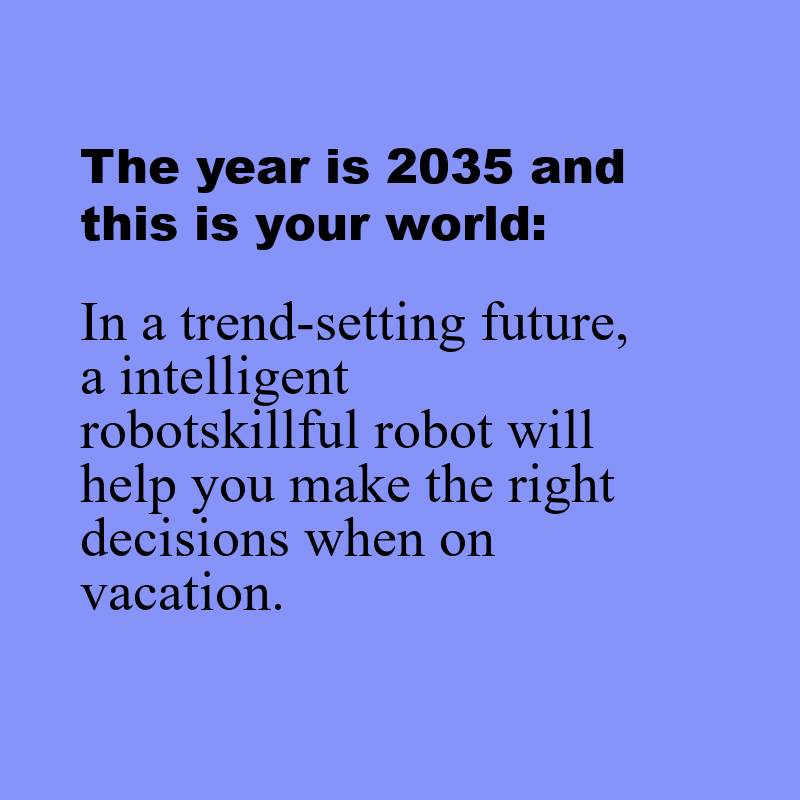 The year is 2035 and
this is your world:
In a trend-setting future,
a intelligent
robotskillful robot will
help you make the right
decisions when on
vacation.